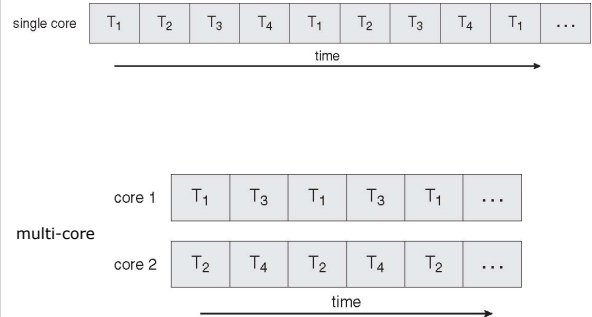 single core T₁ T₂ T₃ T₄ T₁ T₂ T₃ T₄ T₁ ...
time
core 1 T₁ T₃ T₁ T₃ T₁ ...
multi-core
core 2 T₂ T₄ T₂ T₄ T₂ ...
time